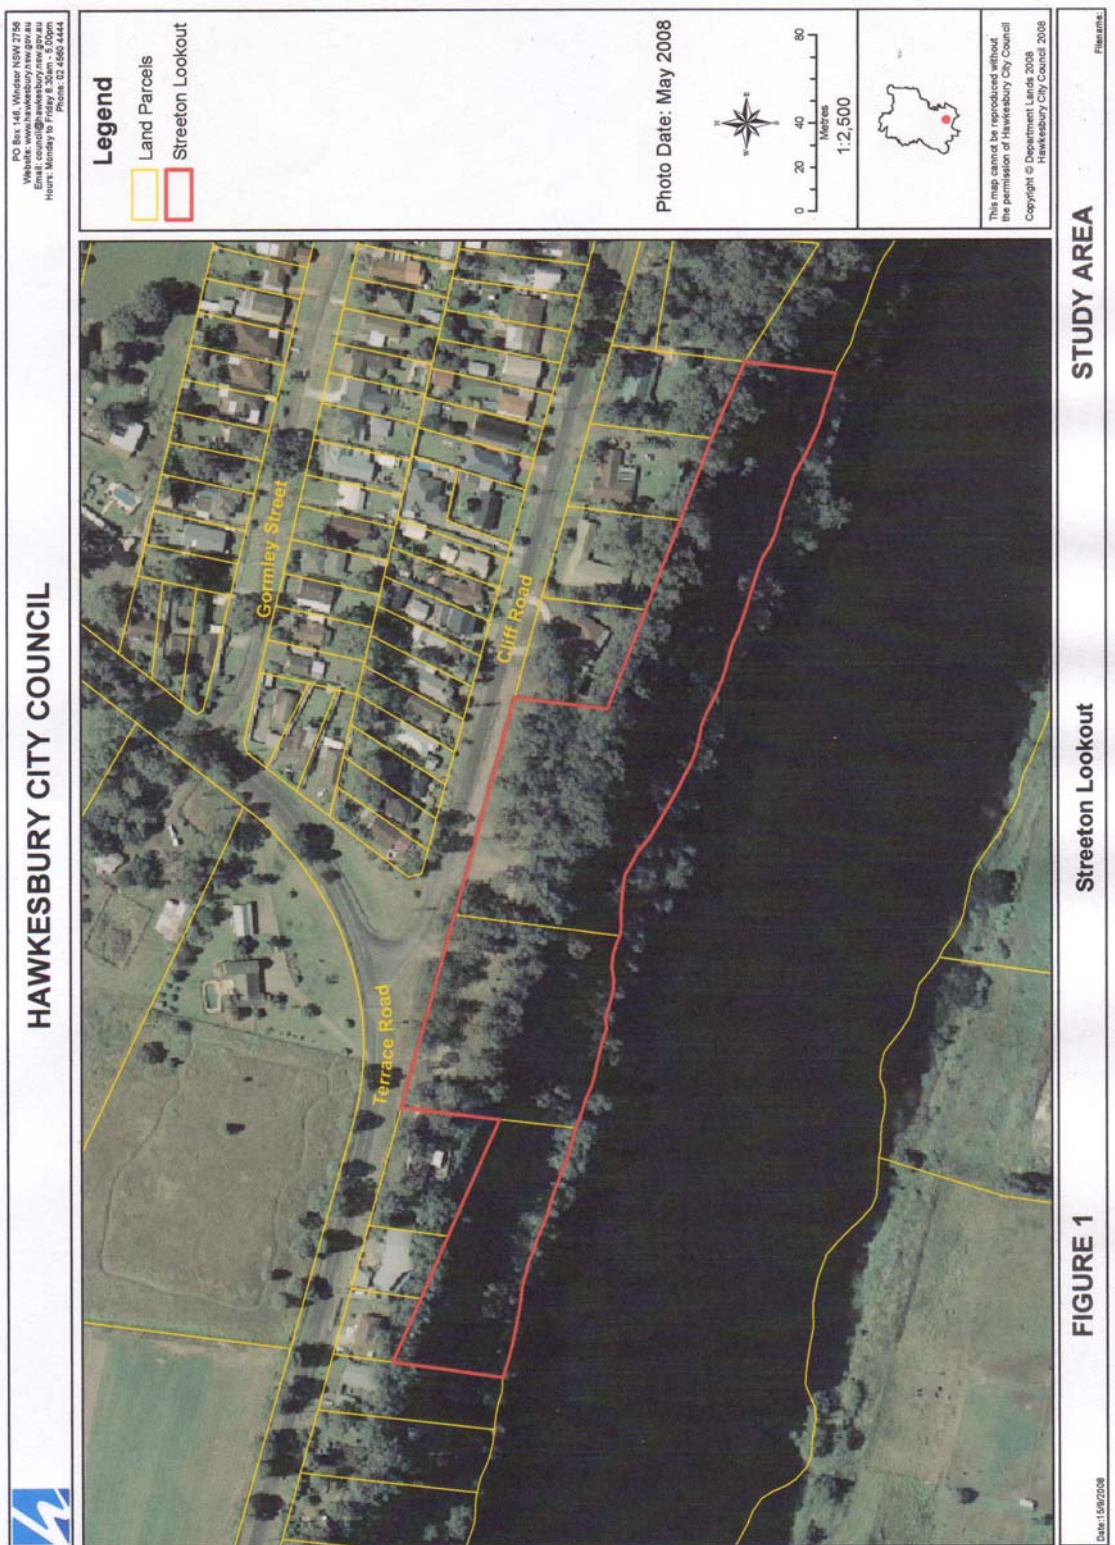 HAWKESBURY CITY COUNCIL
PO Box 146, Windsor NSW 2756
Website: www.hawkesbury.nsw.gov.au
Email: council@hawkesbury.nsw.gov.au
Hours: Monday to Friday 8:30am - 5:00pm
Phone: 02 4560 4444
Gormley Street
Cliff Road
Terrace Road
Legend
Land Parcels
Streeton Lookout
Photo Date: May 2008
N
E
S
W
0 20 40 80
Metres
1:2,500
This map cannot be reproduced without
the permission of Hawkesbury City Council
Copyright © Department Lands 2008
Hawkesbury City Council 2008
Date:15/9/2008
FIGURE 1
Streeton Lookout
STUDY AREA
Filename: